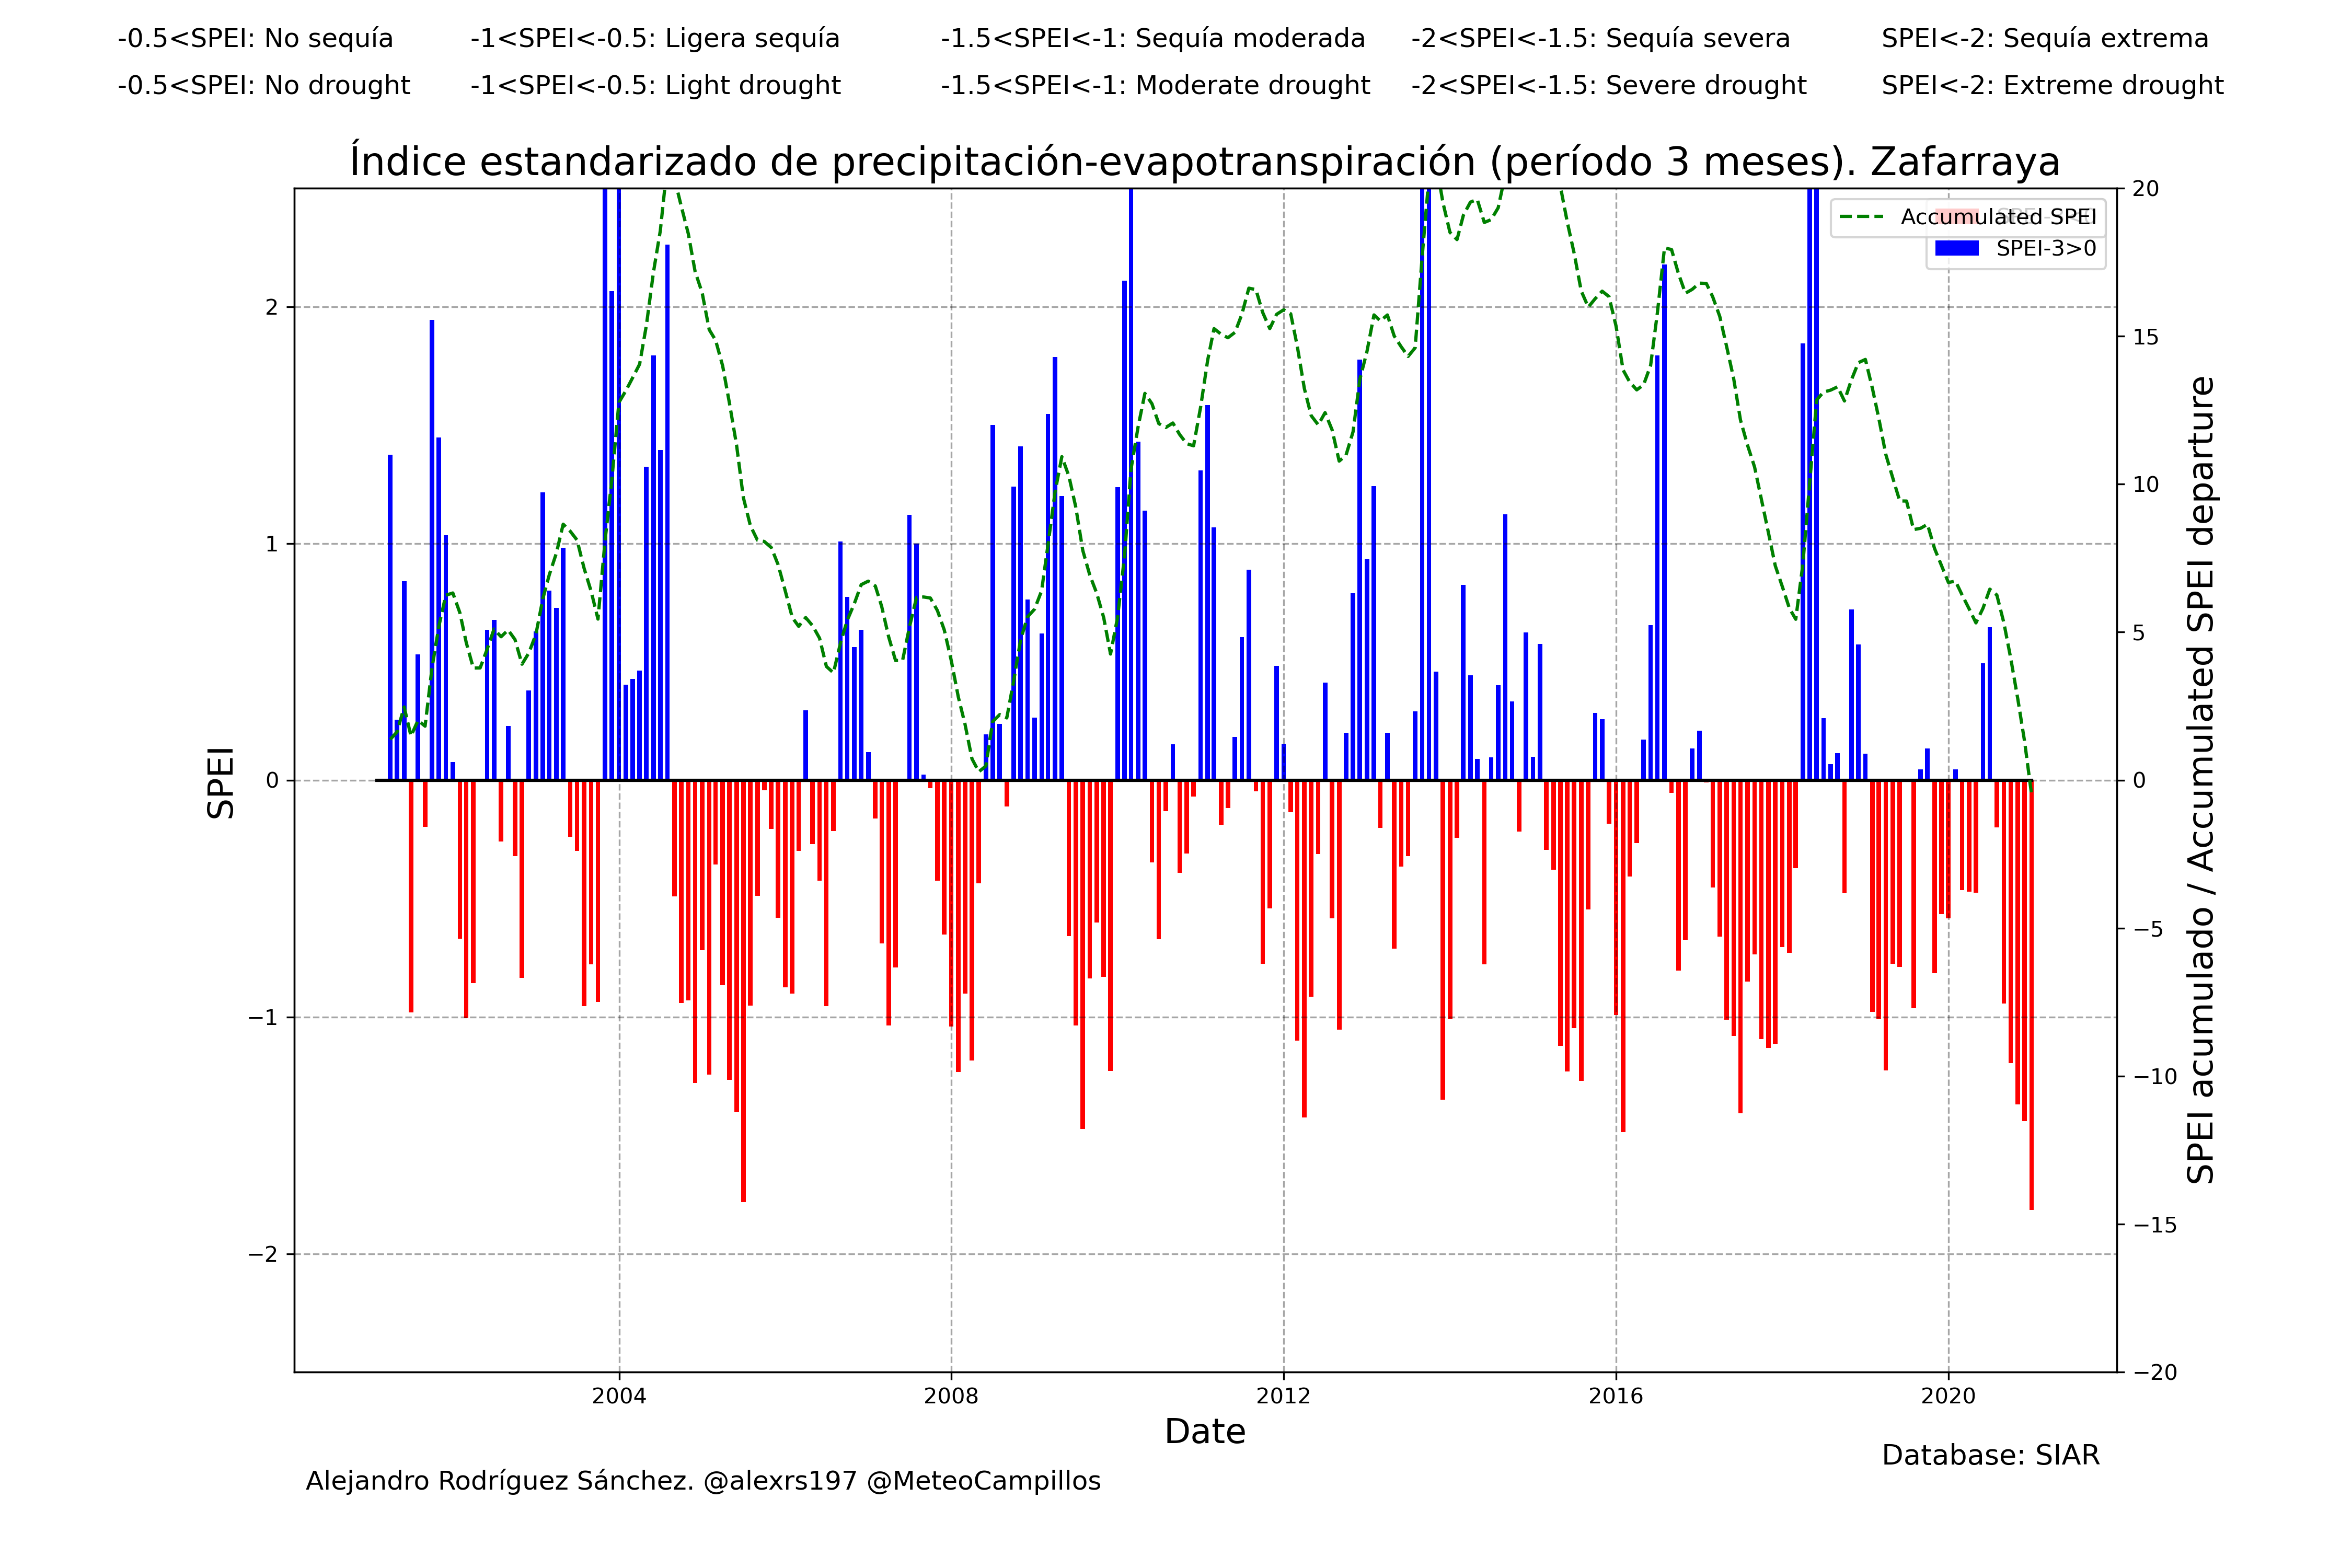 -0.5<SPEI: No sequía -1<SPEI<-0.5: Ligera sequía -1.5<SPEI<-1: Sequía moderada -2<SPEI<-1.5: Sequía severa SPEI<-2: Sequía extrema
-0.5<SPEI: No drought -1<SPEI<-0.5: Light drought -1.5<SPEI<-1: Moderate drought -2<SPEI<-1.5: Severe drought SPEI<-2: Extreme drought
Índice estandarizado de precipitación-evapotranspiración (período 3 meses). Zafarraya
Accumulated SPEI
SPEI-3>0
SPEI
2
1
0
−1
−2
20
15
10
5
0
−5
−10
−15
−20
SPEI acumulado / Accumulated SPEI departure
2004 2008 2012 2016 2020
Date
Database: SIAR
Alejandro Rodríguez Sánchez. @alexrs197 @MeteoCampillos